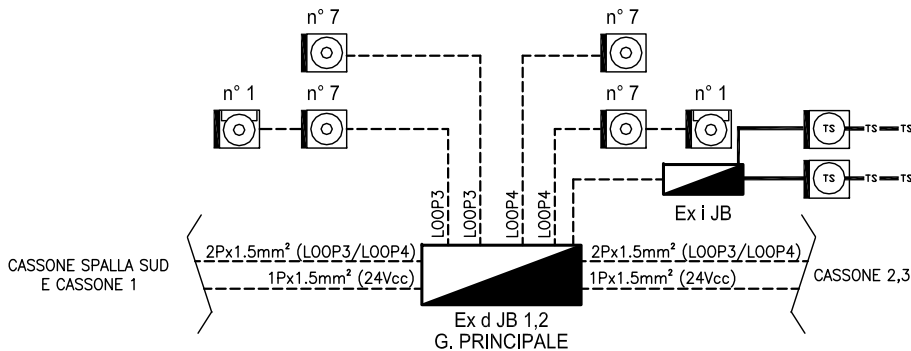 n° 7
n° 7
n° 1
n° 7
n° 7
n° 1
TS
TS
TS
TS
TS
TS
Ex i JB
LOOP3
LOOP3
LOOP4
LOOP4
CASSONE SPALLA SUD
E CASSONE 1
2Px1.5mm² (LOOP3/LOOP4)
1Px1.5mm² (24Vcc)
2Px1.5mm² (LOOP3/LOOP4)
1Px1.5mm² (24Vcc)
CASSONE 2,3
Ex d JB 1,2
G. PRINCIPALE